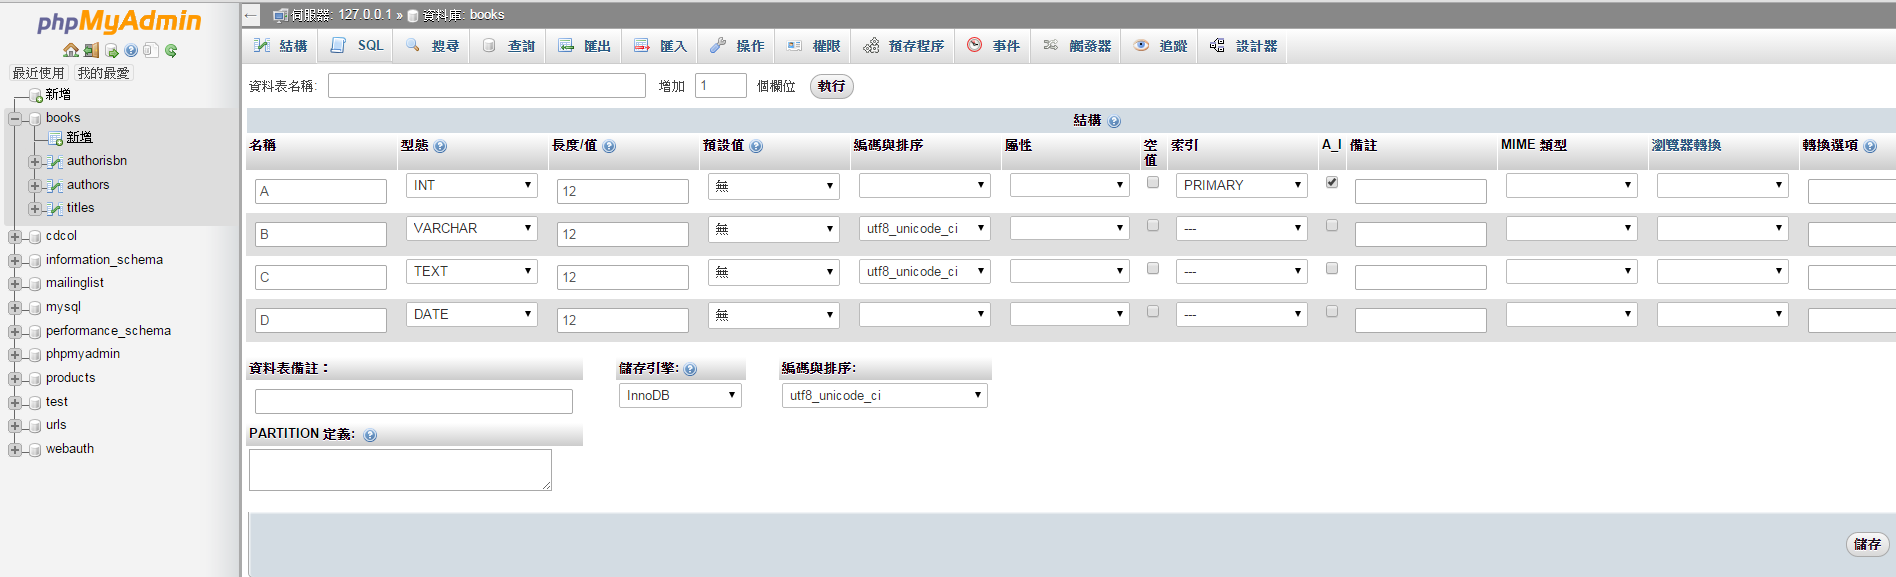 phpMyAdmin
最近使用 我的最愛
新增
books
新增
authorisbn
authors
titles
cdcol
information_schema
mailinglist
mysql
performance_schema
phpmyadmin
products
test
urls
webauth
← 伺服器: 127.0.0.1 » 資料庫: books
結構 SQL 搜尋 查詢 匯出 匯入 操作 權限 預存程序 事件 觸發器 追蹤 設計器
資料表名稱: 增加 1 個欄位 執行
結構
名稱 型態 長度/值 預設值 編碼與排序 屬性 空值 索引 A_I 備註 MIME 類型 瀏覽器轉換 轉換選項
A INT 12 無 PRIMARY
B VARCHAR 12 無 utf8_unicode_ci ---
C TEXT 12 無 utf8_unicode_ci ---
D DATE 12 無 ---
資料表備註： 儲存引擎: 編碼與排序:
InnoDB utf8_unicode_ci
PARTITION 定義:
儲存